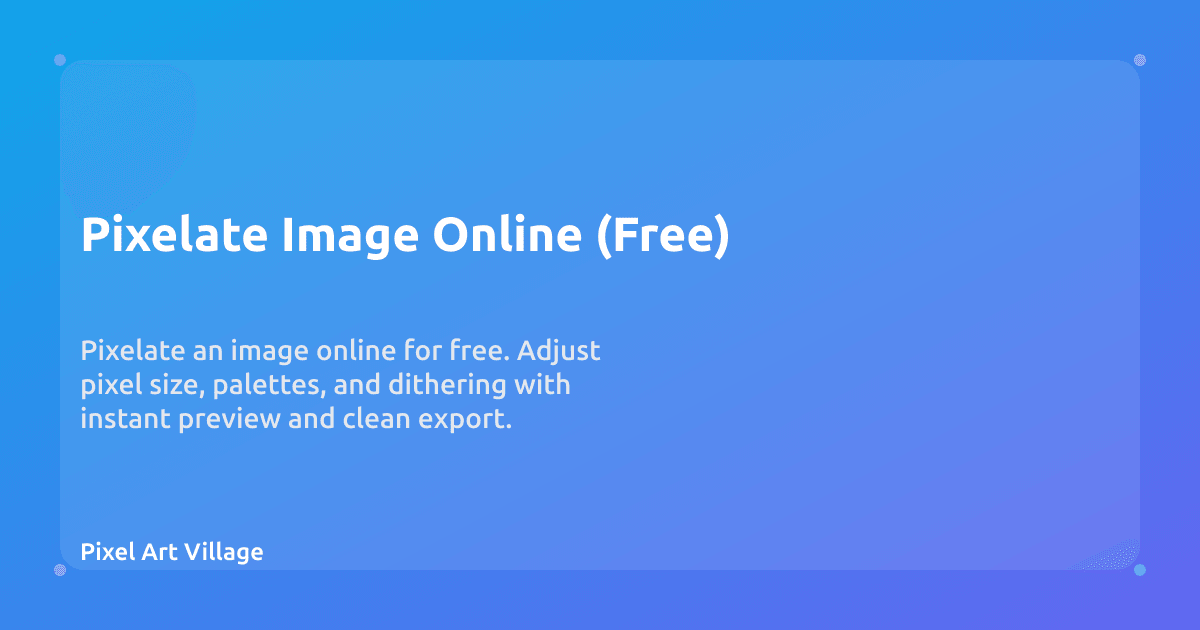 Pixelate Image Online (Free)
Pixelate an image online for free. Adjust
pixel size, palettes, and dithering with
instant preview and clean export.
Pixel Art Village